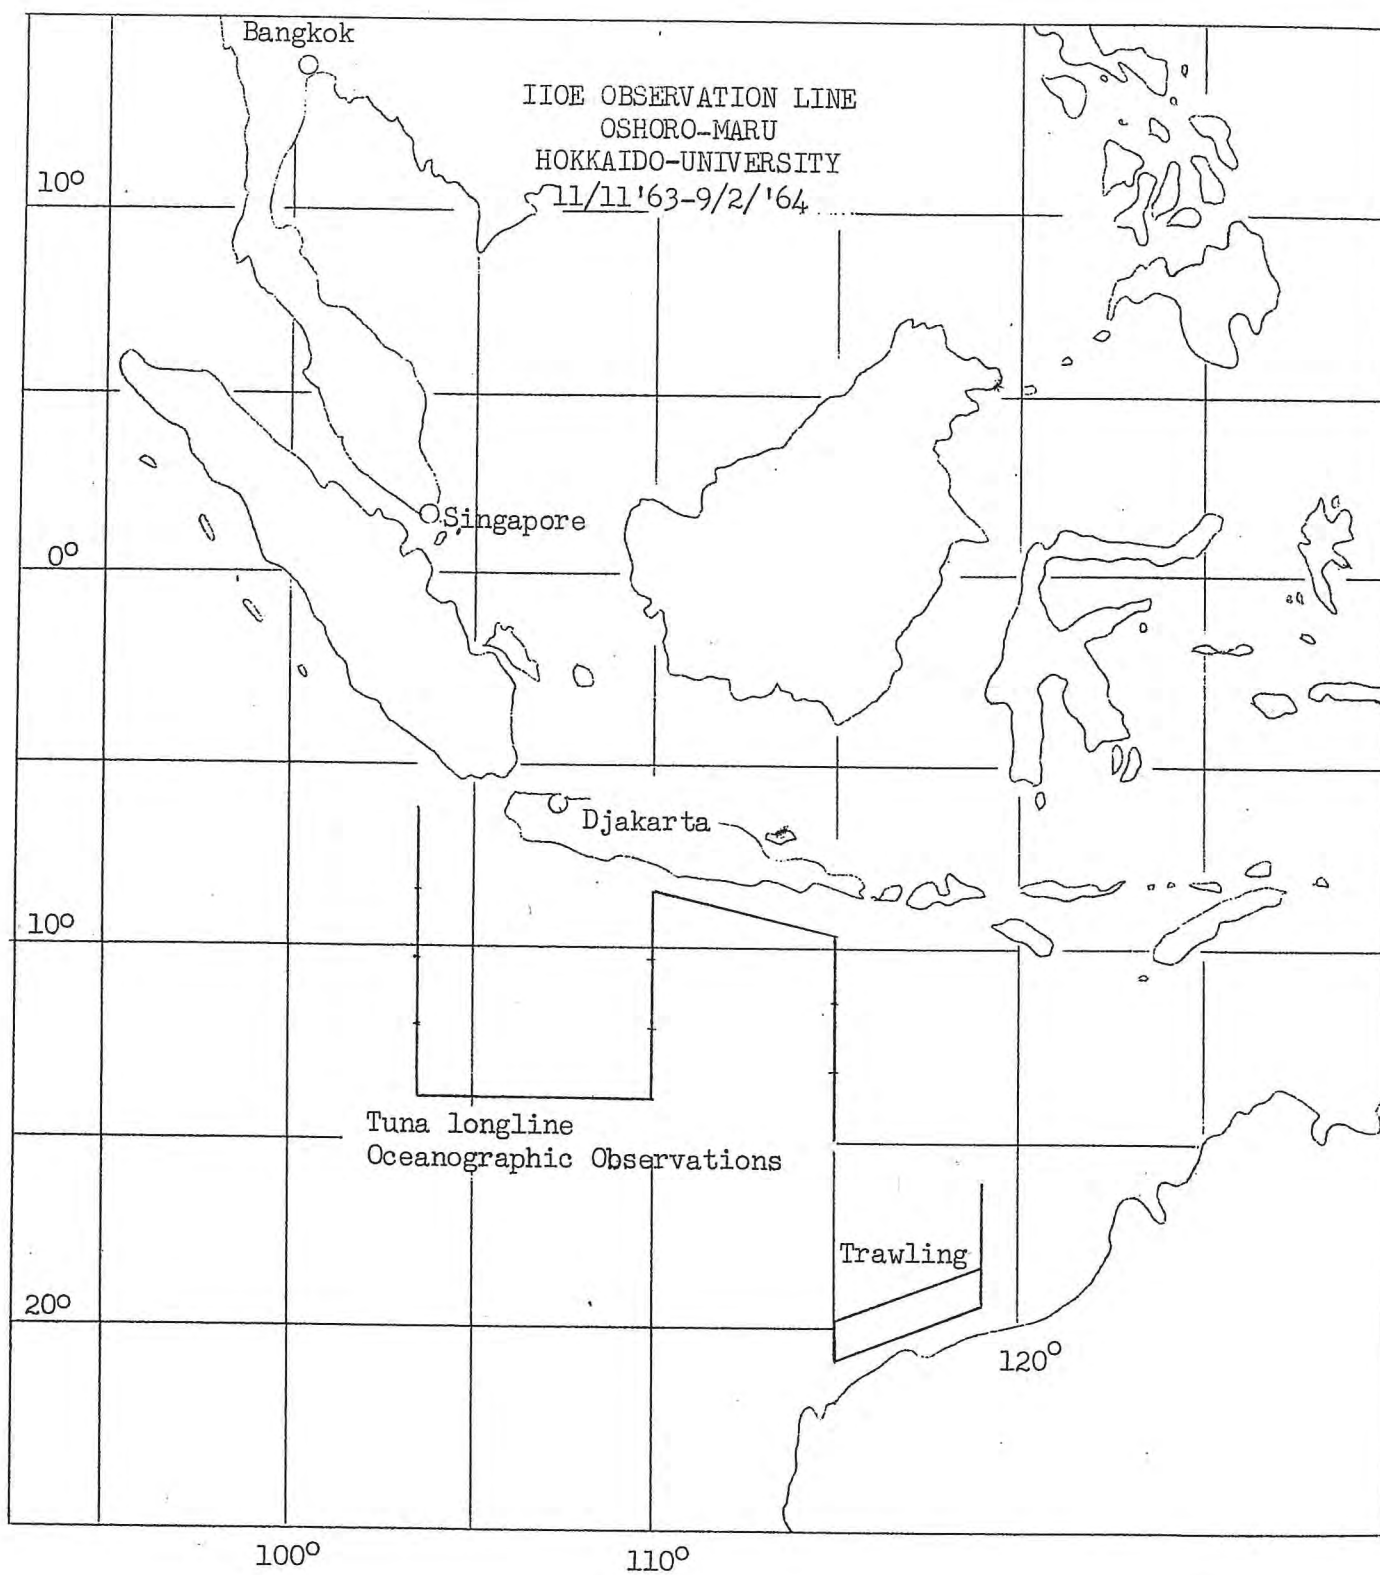 Bangkok
IIOE OBSERVATION LINE
OSHORO-MARU
HOKKAIDO-UNIVERSITY
11/11'63-9/2/'64
10°
Singapore
0°
Djakarta
10°
Tuna longline
Oceanographic Observations
Trawling
20°
120°
100°
110°